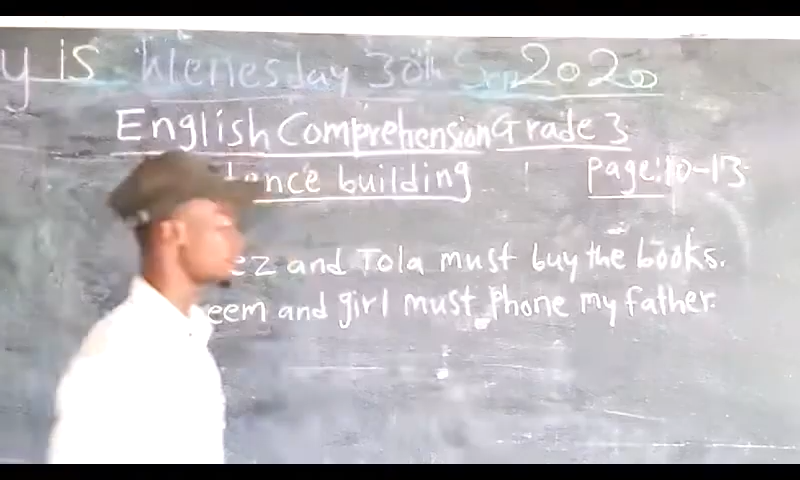 y is Wenesday 30th Sep 2020
English Comprehension Grade 3
ence building page: 10-13
ez and Tola must buy the books.
eem and girl must phone my father.